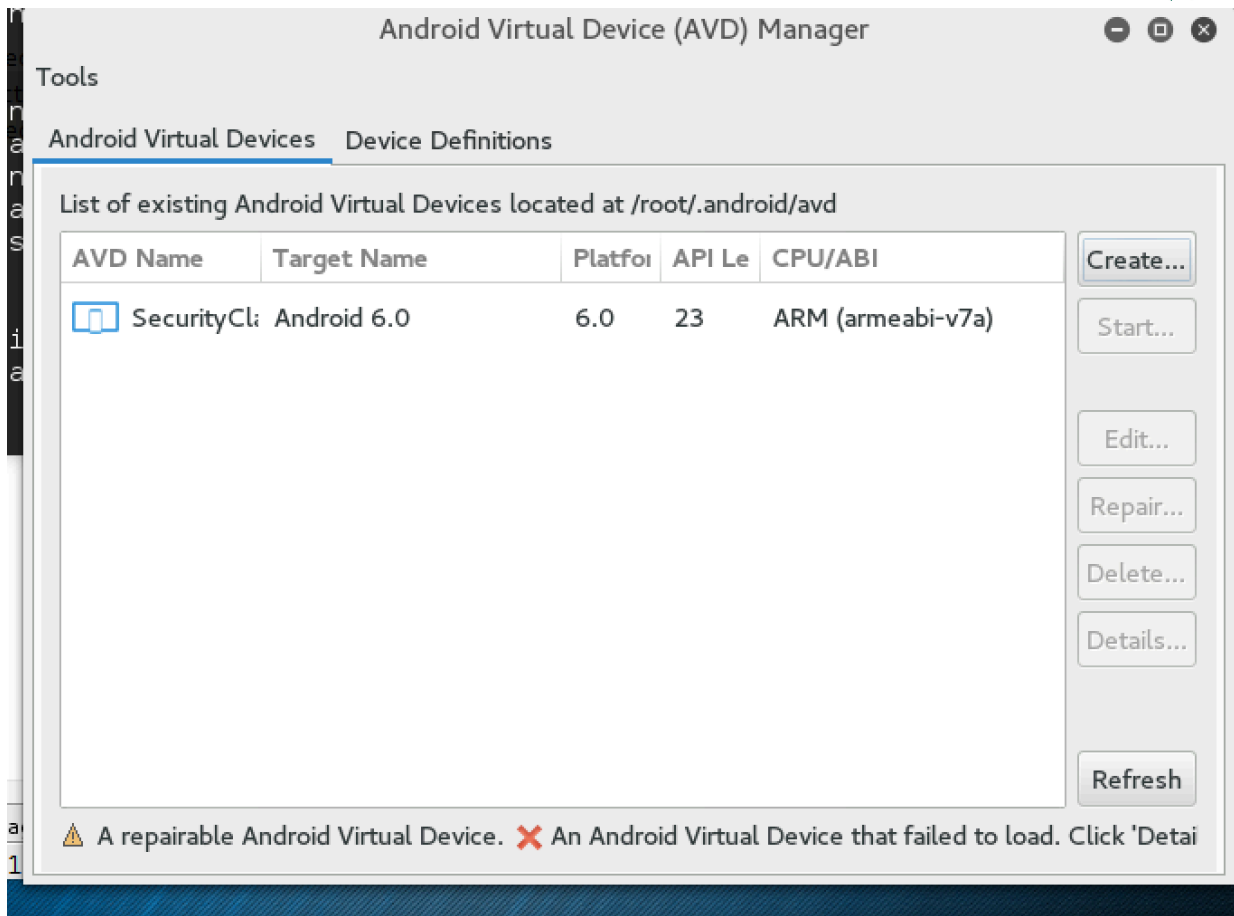 Android Virtual Device (AVD) Manager
Tools
Android Virtual Devices Device Definitions
List of existing Android Virtual Devices located at /root/.android/avd
AVD Name Target Name Platfor API Le CPU/ABI
Create...
SecurityCla Android 6.0 6.0 23 ARM (armeabi-v7a)
Start...
Edit...
Repair...
Delete...
Details...
Refresh
A repairable Android Virtual Device. An Android Virtual Device that failed to load. Click 'Detai